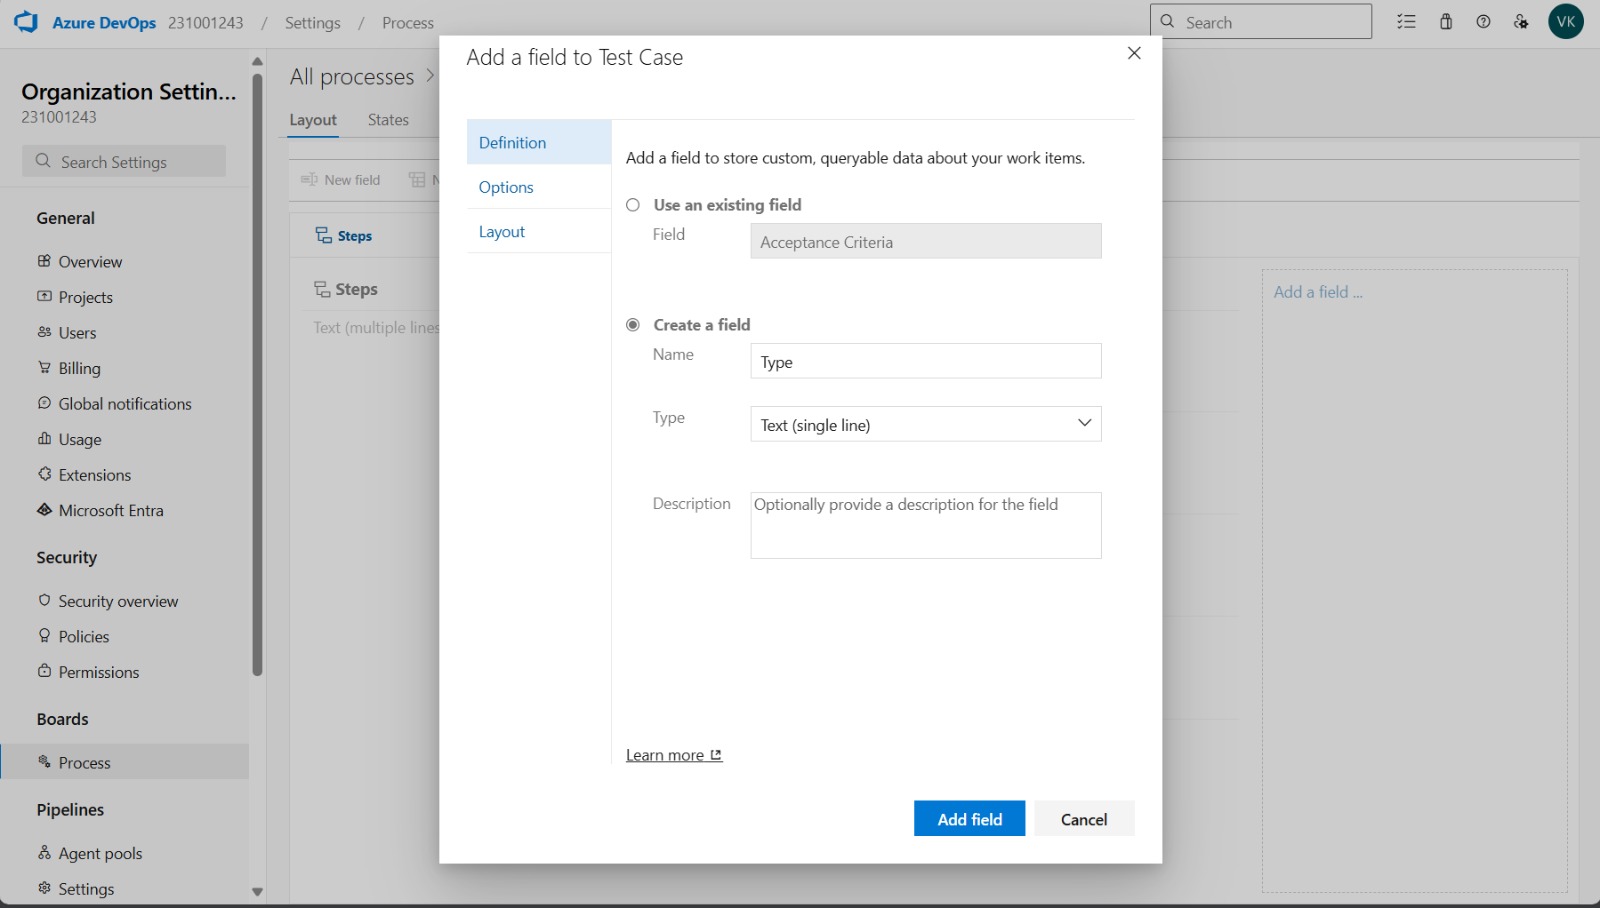 Azure DevOps 231001243 / Settings / Process Search VK
Organization Settin...
231001243
Search Settings
General
Overview
Projects
Users
Billing
Global notifications
Usage
Extensions
Microsoft Entra
Security
Security overview
Policies
Permissions
Boards
Process
Pipelines
Agent pools
Settings
All processes >
Layout States
New field
Steps
Steps
Text (multiple lines
Add a field ...
Add a field to Test Case
Definition
Options
Layout
Add a field to store custom, queryable data about your work items.
Use an existing field
Field Acceptance Criteria
Create a field
Name Type
Type Text (single line)
Description Optionally provide a description for the field
Learn more
Add field Cancel